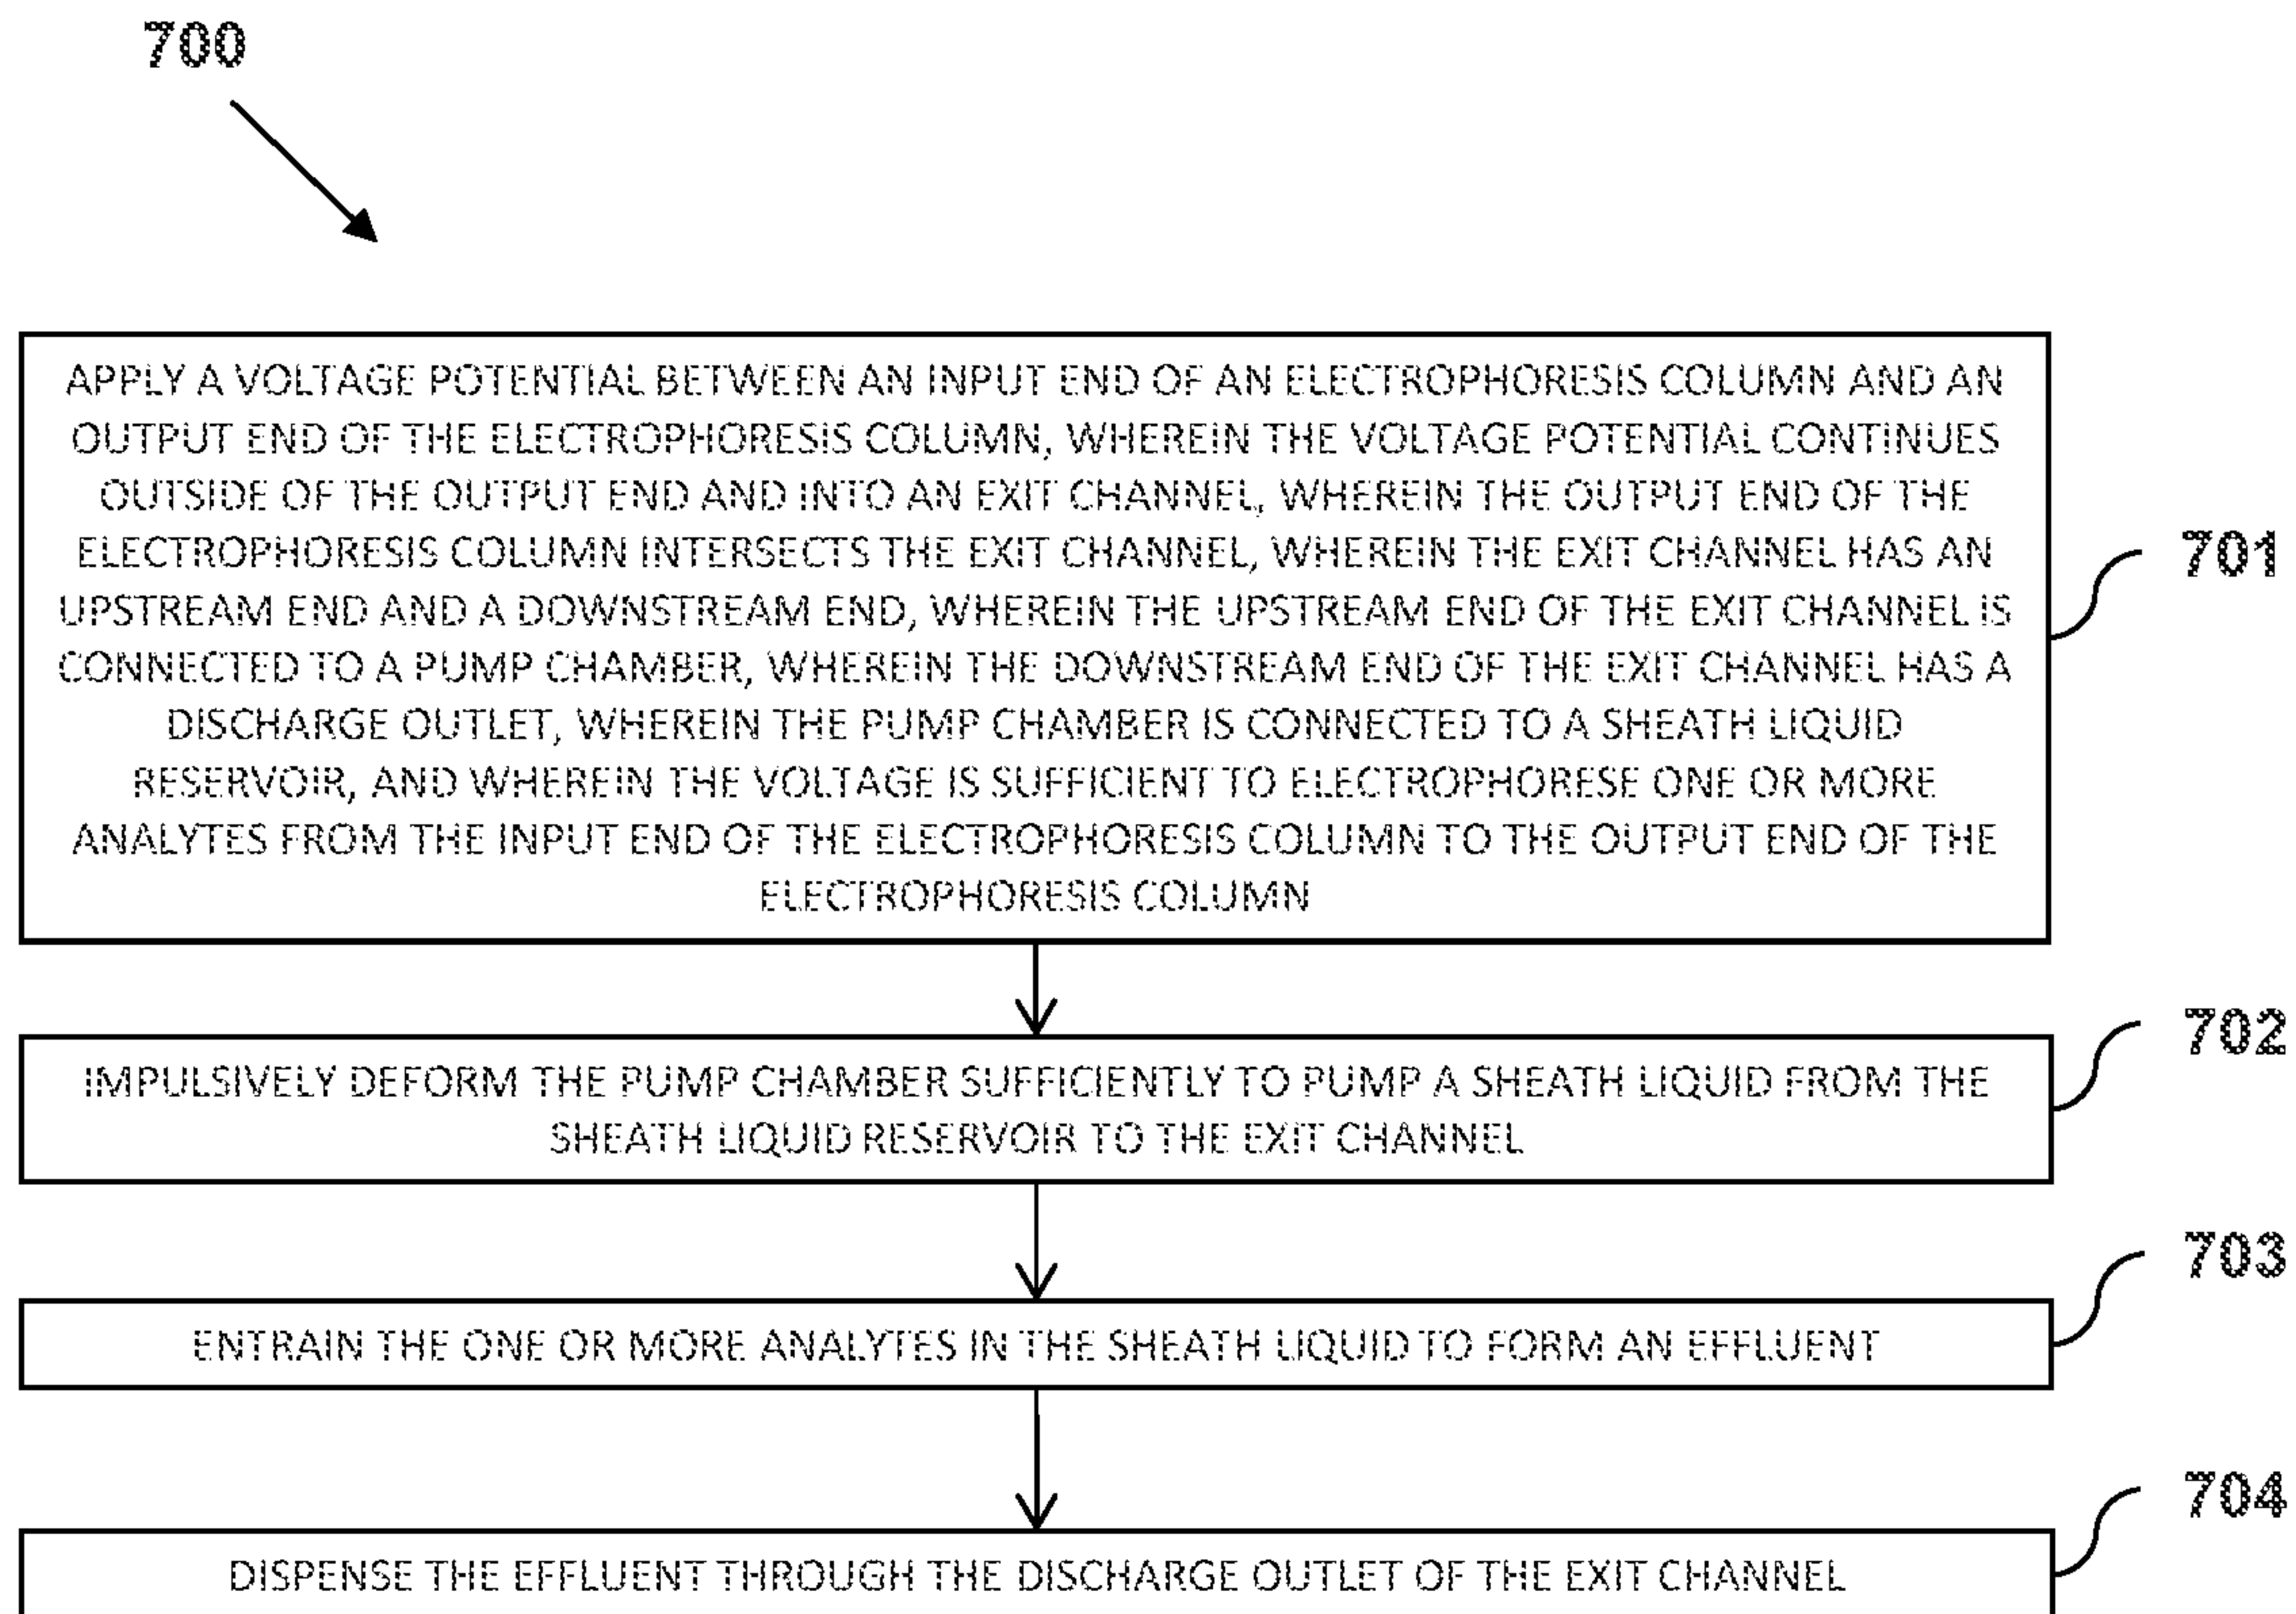 700
APPLY A VOLTAGE POTENTIAL BETWEEN AN INPUT END OF AN ELECTROPHORESIS COLUMN AND AN
OUTPUT END OF THE ELECTROPHORESIS COLUMN, WHEREIN THE VOLTAGE POTENTIAL CONTINUES
OUTSIDE OF THE OUTPUT END AND INTO AN EXIT CHANNEL, WHEREIN THE OUTPUT END OF THE
ELECTROPHORESIS COLUMN INTERSECTS THE EXIT CHANNEL, WHEREIN THE EXIT CHANNEL HAS AN
UPSTREAM END AND A DOWNSTREAM END, WHEREIN THE UPSTREAM END OF THE EXIT CHANNEL IS
CONNECTED TO A PUMP CHAMBER, WHEREIN THE DOWNSTREAM END OF THE EXIT CHANNEL HAS A
DISCHARGE OUTLET, WHEREIN THE PUMP CHAMBER IS CONNECTED TO A SHEATH LIQUID
RESERVOIR, AND WHEREIN THE VOLTAGE IS SUFFICIENT TO ELECTROPHORESE ONE OR MORE
ANALYTES FROM THE INPUT END OF THE ELECTROPHORESIS COLUMN TO THE OUTPUT END OF THE
ELECTROPHORESIS COLUMN
701
IMPULSIVELY DEFORM THE PUMP CHAMBER SUFFICIENTLY TO PUMP A SHEATH LIQUID FROM THE
SHEATH LIQUID RESERVOIR TO THE EXIT CHANNEL
702
ENTRAIN THE ONE OR MORE ANALYTES IN THE SHEATH LIQUID TO FORM AN EFFLUENT
703
DISPENSE THE EFFLUENT THROUGH THE DISCHARGE OUTLET OF THE EXIT CHANNEL
704